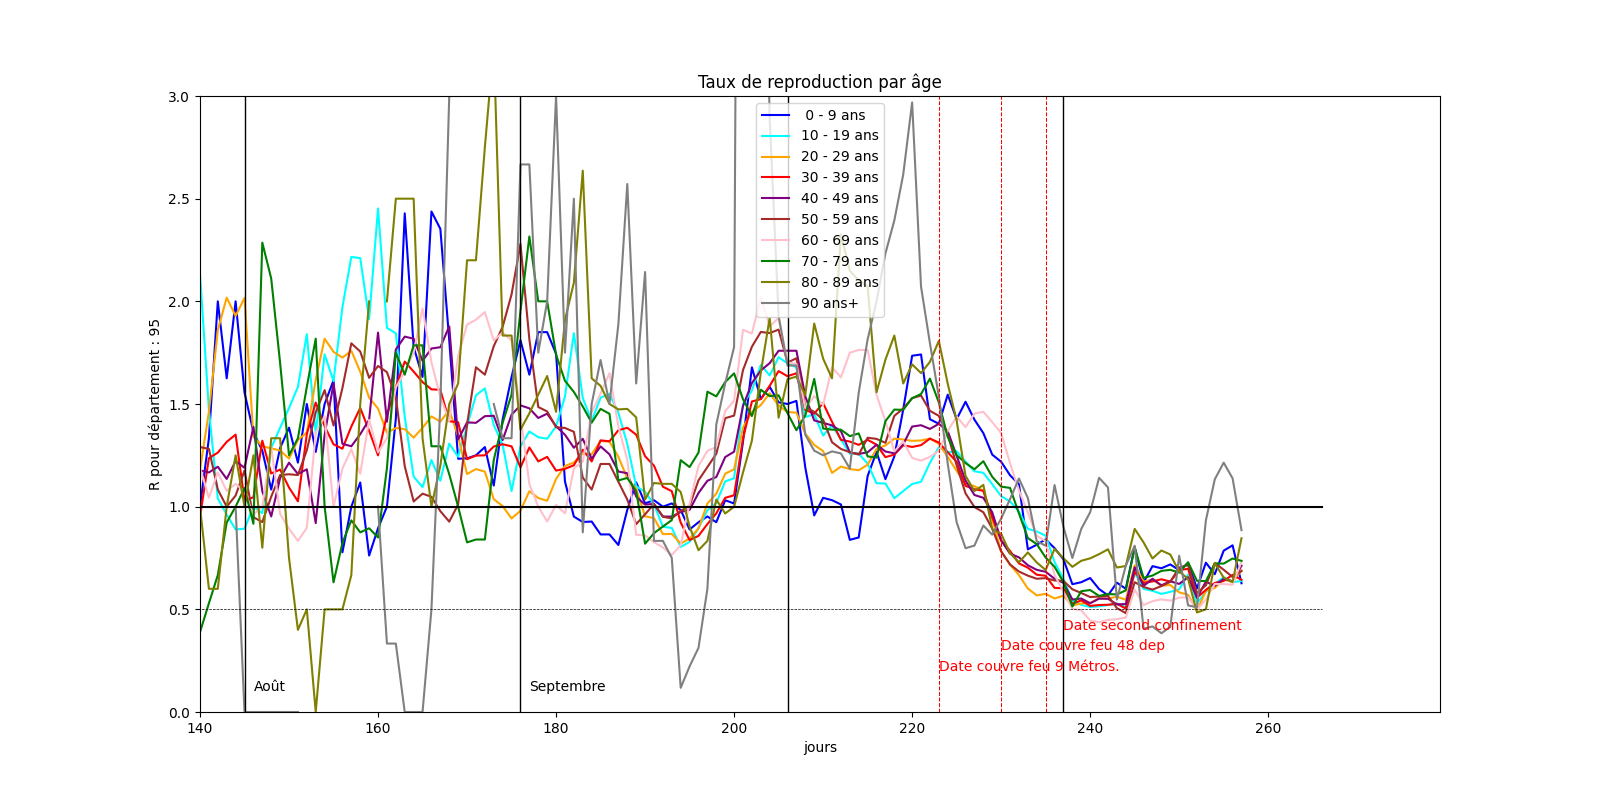 Taux de reproduction par âge
R pour département : 95
3.0
2.5
2.0
1.5
1.0
0.5
0.0
0 - 9 ans
10 - 19 ans
20 - 29 ans
30 - 39 ans
40 - 49 ans
50 - 59 ans
60 - 69 ans
70 - 79 ans
80 - 89 ans
90 ans+
Date second confinement
Date couvre feu 48 dep
Date couvre feu 9 Métros.
Août
Septembre
140
160
180
200
220
240
260
jours